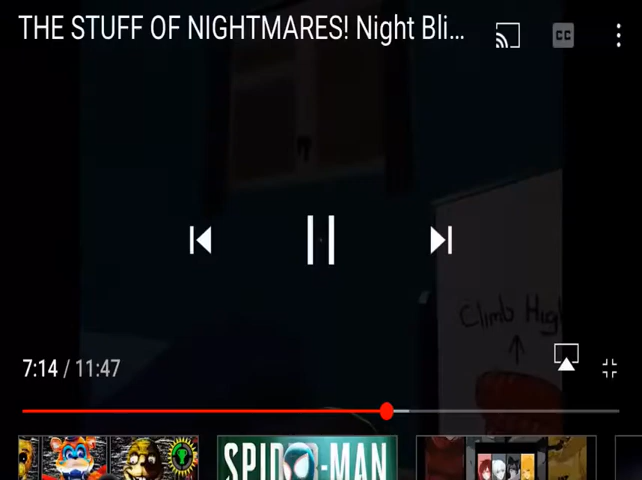 THE STUFF OF NIGHTMARES! Night Bli...
CC
Climb Hig
7:14 / 11:47
SPID -MAN